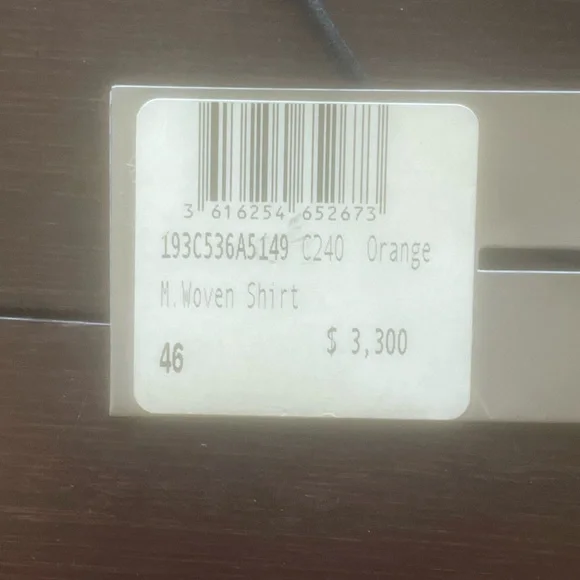 3 616254 652673
193C536A5149 C240 Orange
M.Woven Shirt
$ 3,300
46